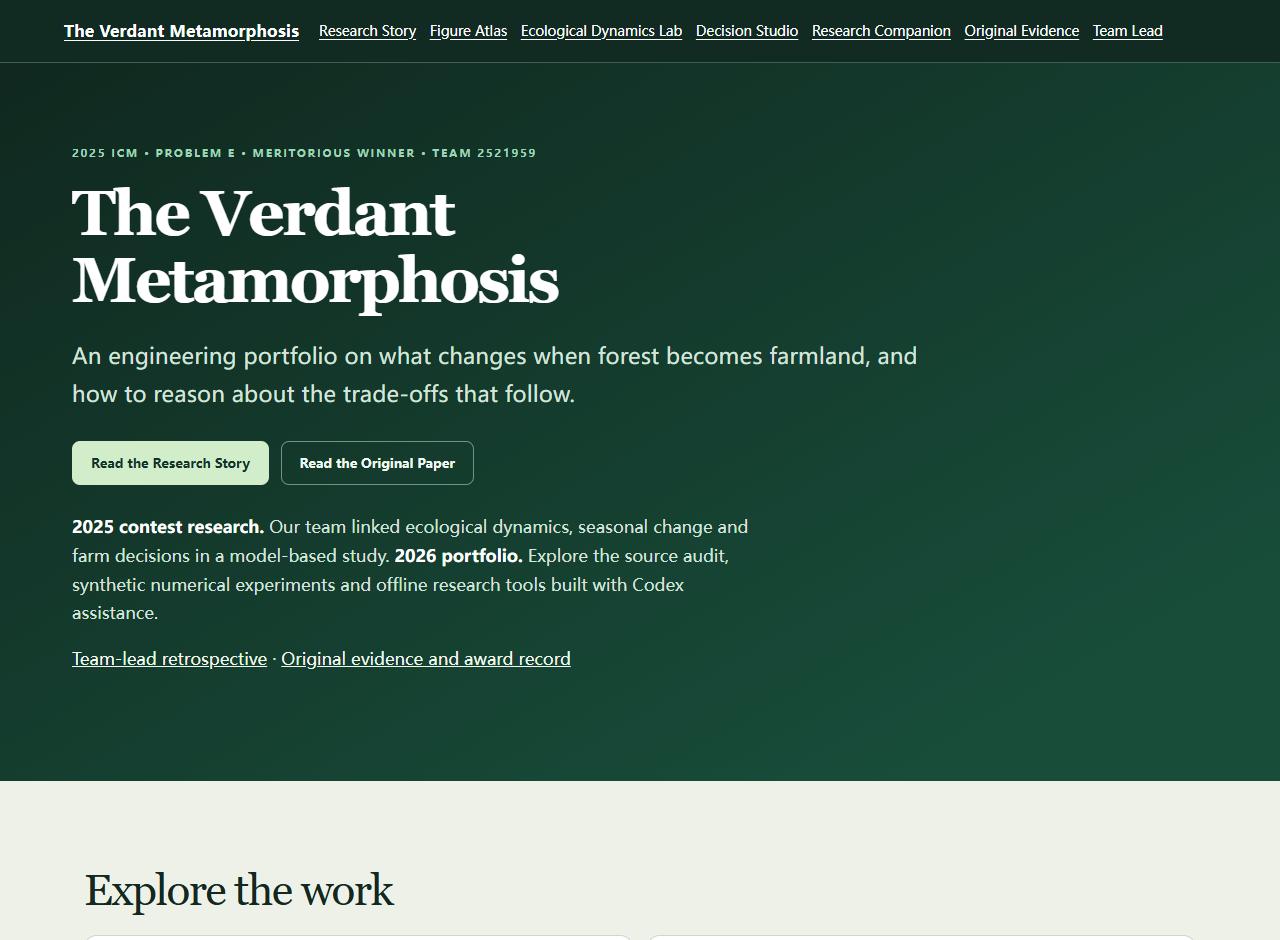 The Verdant Metamorphosis Research Story Figure Atlas Ecological Dynamics Lab Decision Studio Research Companion Original Evidence Team Lead
2025 ICM • PROBLEM E • MERITORIOUS WINNER • TEAM 2521959
The Verdant
Metamorphosis
An engineering portfolio on what changes when forest becomes farmland, and
how to reason about the trade-offs that follow.
Read the Research Story Read the Original Paper
2025 contest research. Our team linked ecological dynamics, seasonal change and
farm decisions in a model-based study. 2026 portfolio. Explore the source audit,
synthetic numerical experiments and offline research tools built with Codex
assistance.
Team-lead retrospective · Original evidence and award record
Explore the work